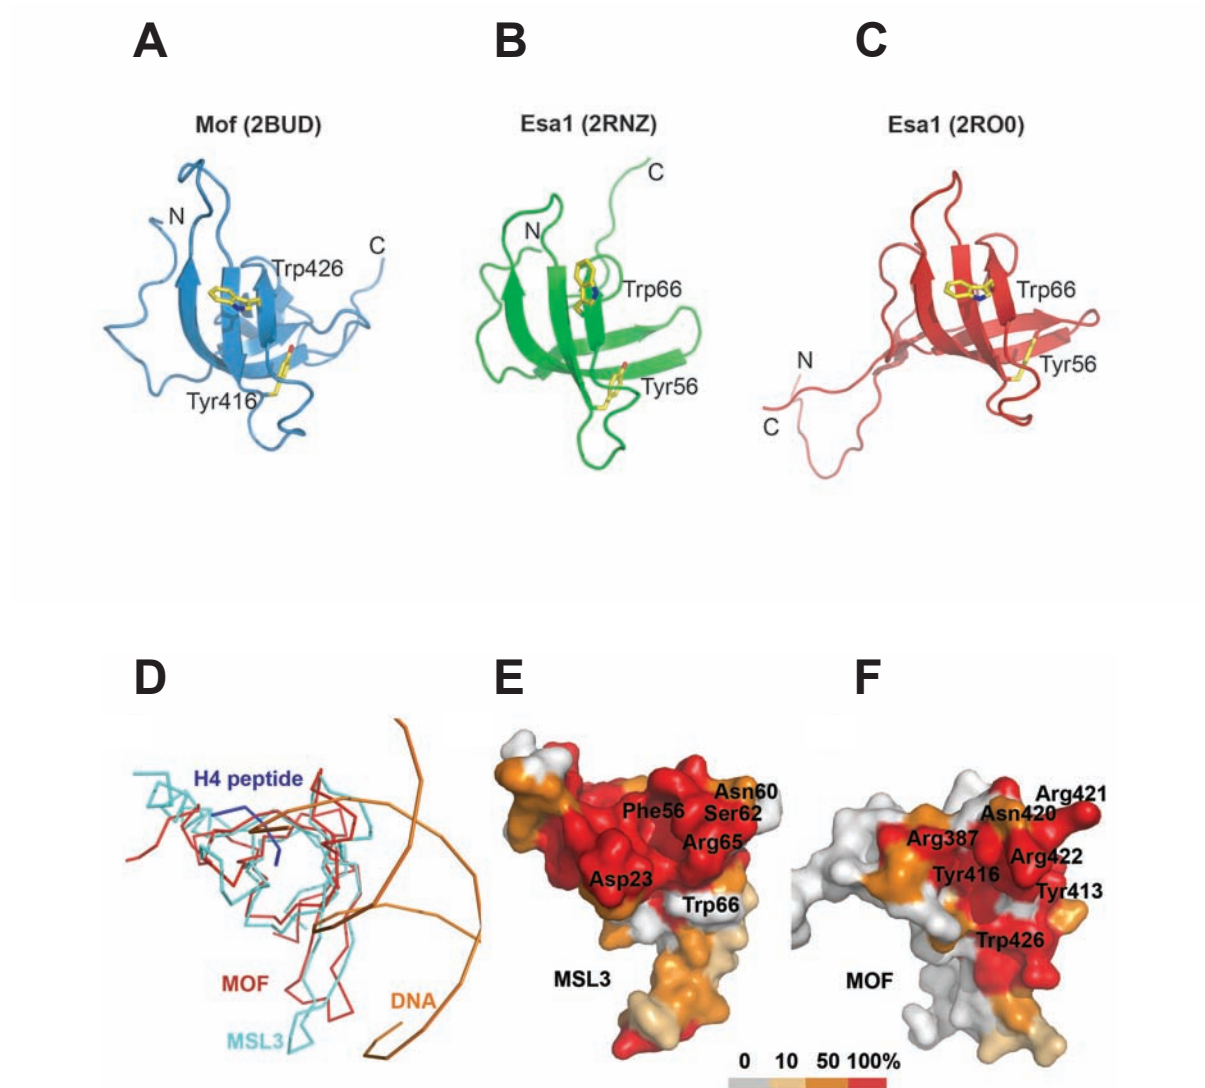 A B C
Mof (2BUD) Esa1 (2RNZ) Esa1 (2RO0)
N C Trp426 Tyr416
N C Trp66 Tyr56
N C Trp66 Tyr56
D E F
H4 peptide
MOF
MSL3
DNA
Asn60
Phe56 Ser62
Arg65
Asp23
Trp66
MSL3
Arg421
Asn420
Arg387
Arg422
Tyr416
Tyr413
Trp426
MOF
0 10 50 100%